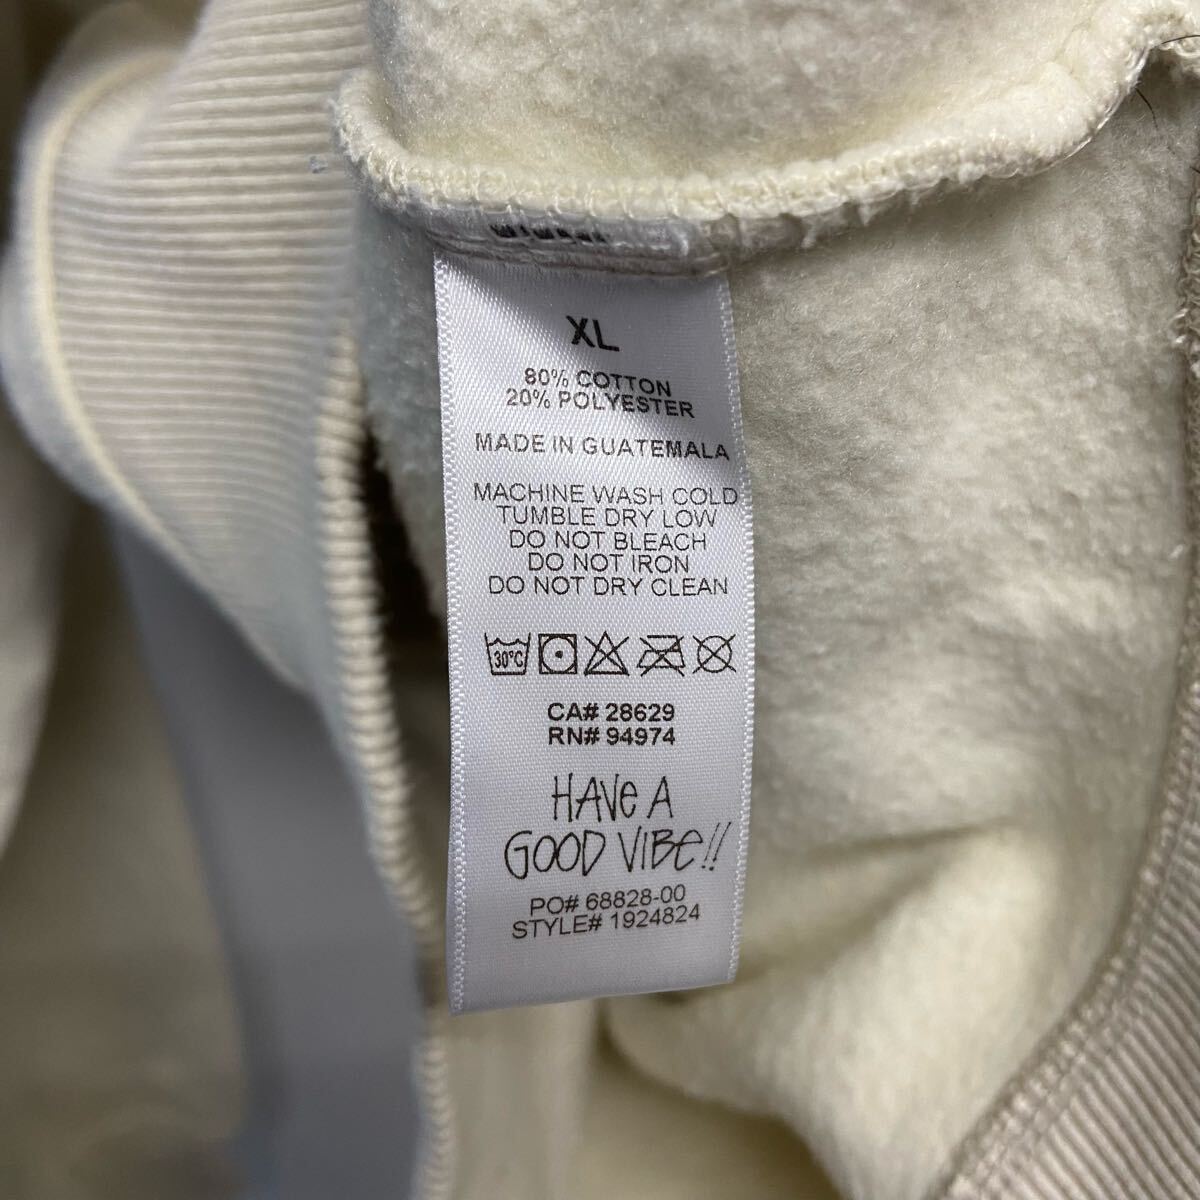 XL
80% COTTON
20% POLYESTER
MADE IN GUATEMALA
MACHINE WASH COLD
TUMBLE DRY LOW
DO NOT BLEACH
DO NOT IRON
DO NOT DRY CLEAN
30°C
CA# 28629
RN# 94974
HAVe A
GOOD VIBe!!
PO# 68828-00
STYLE# 1924824